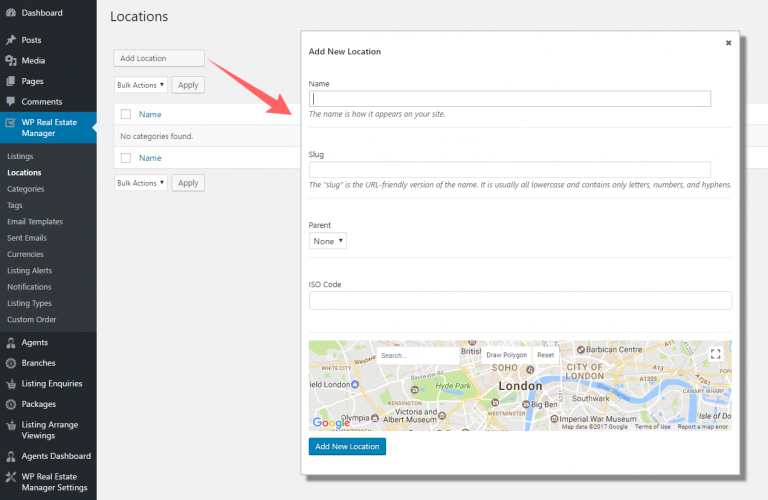 Dashboard
Posts
Media
Pages
Comments
WP Real Estate
Manager
Listings
Locations
Categories
Tags
Email Templates
Sent Emails
Currencies
Listing Alerts
Notifications
Listing Types
Custom Order
Agents
Branches
Listing Enquiries
Packages
Listing Arrange
Viewings
Agents Dashboard
WP Real Estate
Manager Settings
Locations
Add Location
Bulk Actions
Apply
Name
No categories found.
Name
Bulk Actions
Apply
Add New Location
Name
The name is how it appears on your site.
Slug
The "slug" is the URL-friendly version of the name. It is usually all lowercase and contains only letters, numbers, and hyphens.
Parent
None
ISO Code
Search...
Draw Polygon
Reset
Barbican Centre
WHITE CITY
SOHO
CITY OF
LONDON
A13
A1203
A1261
Hyde Park
London
KENSINGTON
Victoria and
Albert Museum
WESTMINSTER
Big Ben
Southwark
Imperial War Museum
Isle of Do
Google
Map data ©2017 Google
Terms of Use
Report a map error
Add New Location